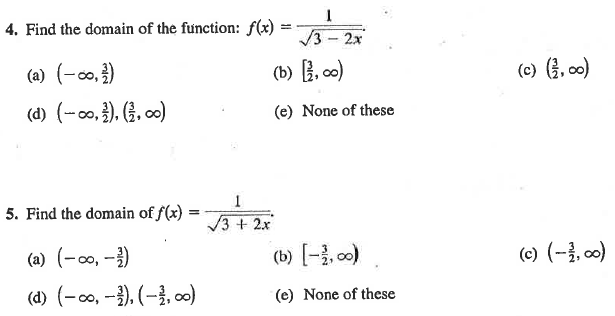 4. Find the domain of the function: f(x) = 1/√(3 − 2x).
(a) (−∞, 3/2) (b) [3/2, ∞) (c) (3/2, ∞)
(d) (−∞, 3/2), (3/2, ∞) (e) None of these
5. Find the domain of f(x) = 1/√(3 + 2x).
(a) (−∞, −3/2) (b) [−3/2, ∞) (c) (−3/2, ∞)
(d) (−∞, −3/2), (−3/2, ∞) (e) None of these